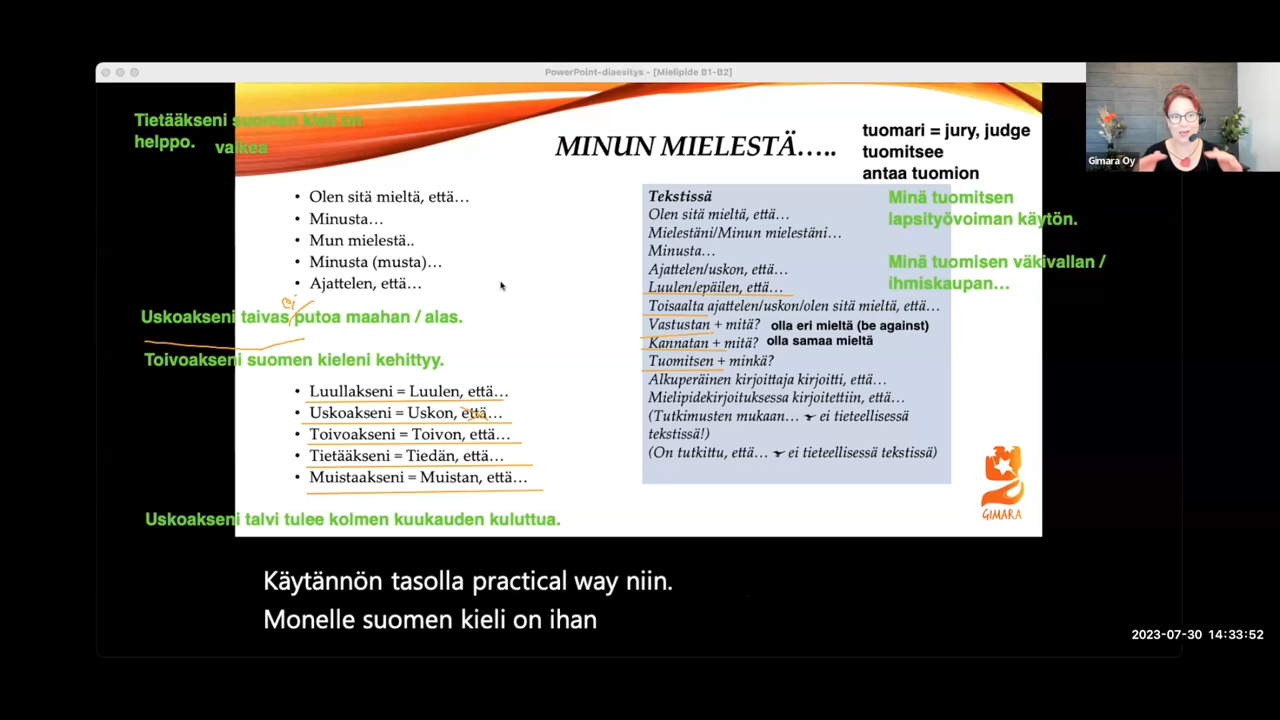 PowerPoint-diaesitys - [Mielipide B1-B2]
Tietääkseni suomen kieli on
helppo.
vaikea
MINUN MIELESTÄ…..
tuomari = jury, judge
tuomitsee
antaa tuomion
Gimara Oy
• Olen sitä mieltä, että…
• Minusta…
• Mun mielestä..
• Minusta (musta)…
• Ajattelen, että…
ei
Uskoakseni taivas putoa maahan / alas.
Toivoakseni suomen kieleni kehittyy.
• Luullakseni = Luulen, että…
• Uskoakseni = Uskon, että…
• Toivoakseni = Toivon, että…
• Tietääkseni = Tiedän, että…
• Muistaakseni = Muistan, että…
Uskoakseni talvi tulee kolmen kuukauden kuluttua.
Tekstissä
Olen sitä mieltä, että…
Mielestäni/Minun mielestäni…
Minusta…
Ajattelen/uskon, että…
Luulen/epäilen, että…
Toisaalta ajattelen/uskon/olen sitä mieltä, että…
Vastustan + mitä? olla eri mieltä (be against)
Kannatan + mitä? olla samaa mieltä
Tuomitsen + minkä?
Alkuperäinen kirjoittaja kirjoitti, että…
Mielipidekirjoituksessa kirjoitettiin, että…
(Tutkimusten mukaan… ei tieteellisessä
tekstissä!)
(On tutkittu, että… ei tieteellisessä tekstissä)
Minä tuomitsen
lapsityövoiman käytön.
Minä tuomisen väkivallan /
ihmiskaupan…
GIMARA
Käytännön tasolla practical way niin.
Monelle suomen kieli on ihan
2023-07-30 14:33:52